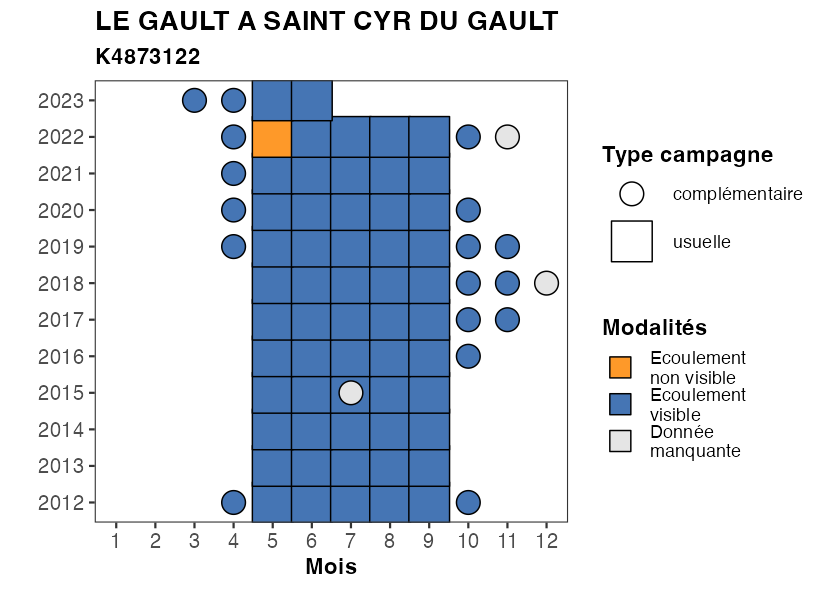 LE GAULT A SAINT CYR DU GAULT
K4873122
2023
2022
2021
2020
2019
2018
2017
2016
2015
2014
2013
2012
1 2 3 4 5 6 7 8 9 10 11 12
Mois
Type campagne
complémentaire
usuelle
Modalités
Ecoulement
non visible
Ecoulement
visible
Donnée
manquante